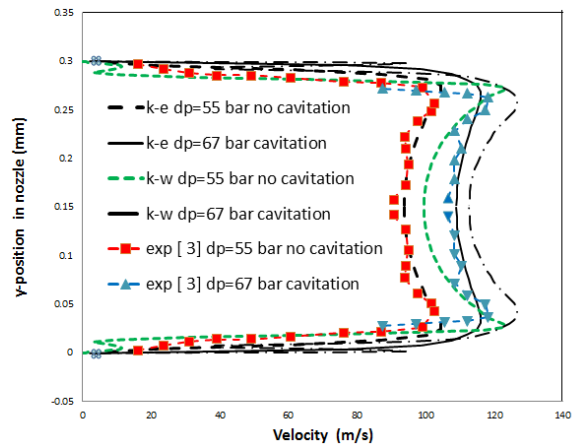 0.35
0.3
0.25
0.2
0.15
0.1
0.05
0
-0.05
y-position in nozzle (mm)
k-e dp=55 bar no cavitation
k-e dp=67 bar cavitation
k-w dp=55 bar no cavitation
k-w dp=67 bar cavitation
exp [ 3] dp=55 bar no cavitation
exp [ 3] dp=67 bar cavitation
0 20 40 60 80 100 120 140
Velocity (m/s)